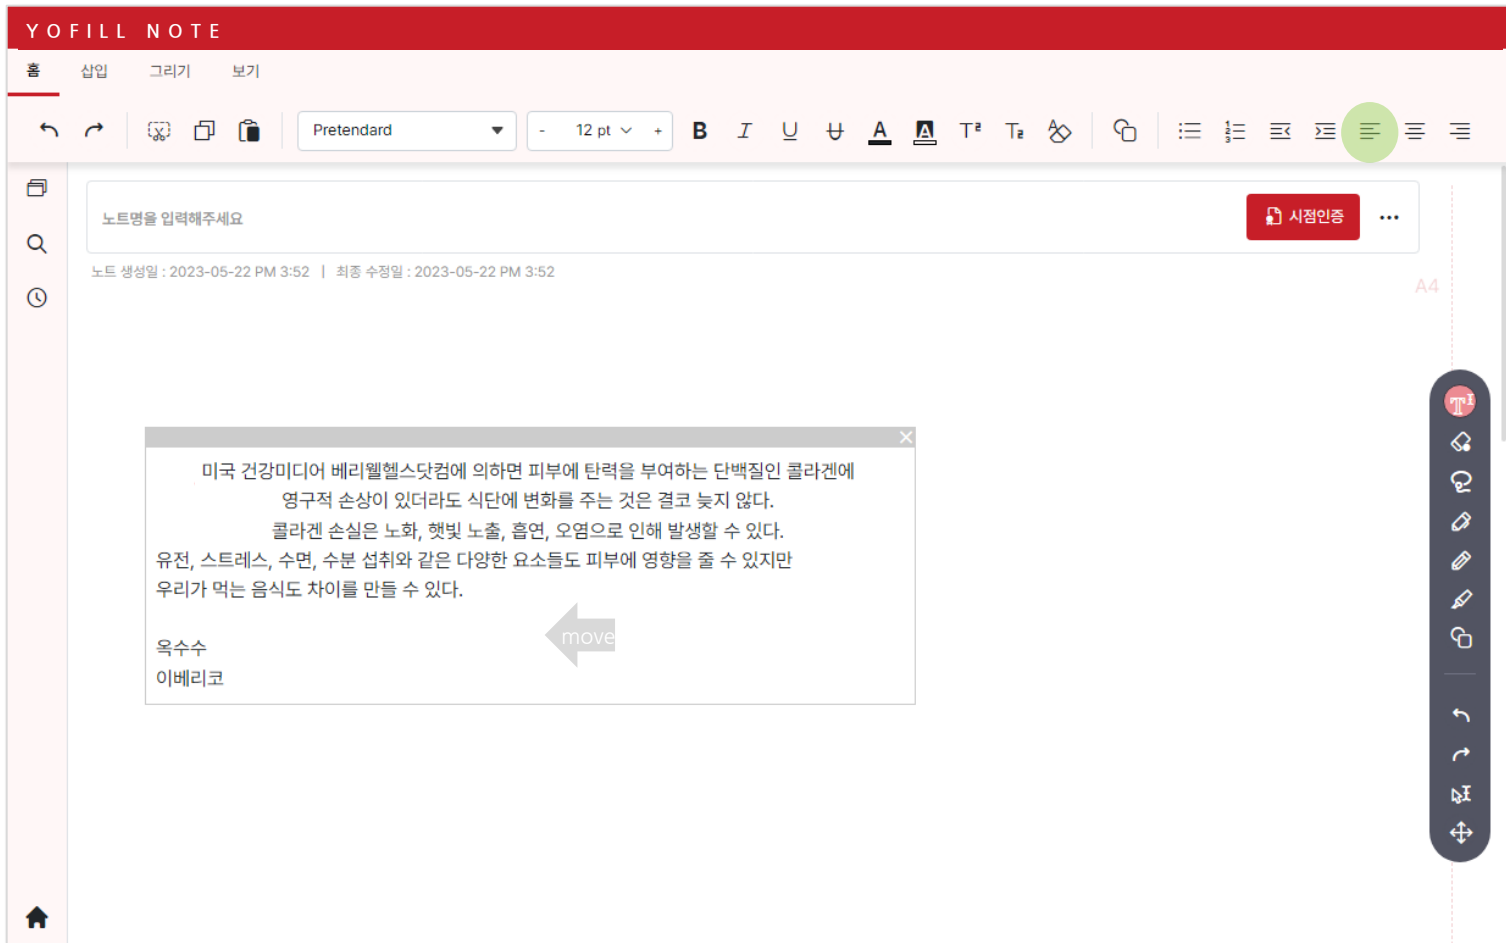 YOFILL NOTE
홈 삽입 그리기 보기
Pretendard - 12 pt +
노트명을 입력해주세요 시점인증 ...
노트 생성일 : 2023-05-22 PM 3:52 | 최종 수정일 : 2023-05-22 PM 3:52
A4
미국 건강미디어 베리웰헬스닷컴에 의하면 피부에 탄력을 부여하는 단백질인 콜라겐에
영구적 손상이 있더라도 식단에 변화를 주는 것은 결코 늦지 않다.
콜라겐 손실은 노화, 햇빛 노출, 흡연, 오염으로 인해 발생할 수 있다.
유전, 스트레스, 수면, 수분 섭취와 같은 다양한 요소들도 피부에 영향을 줄 수 있지만
우리가 먹는 음식도 차이를 만들 수 있다.
move
옥수수
이베리코